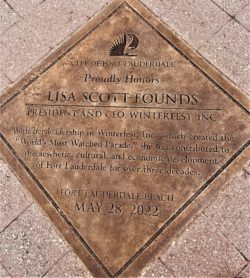 CITY OF FORT LAUDERDALE
Proudly Honors
LISA SCOTT FOUNDS
PRESIDENT AND CEO WINTERFEST, INC.
With her leadership in Winterfest, Inc., which created the
"World's Most Watched Parade," she has contributed to
the aesthetic, cultural, and economic development
of Fort Lauderdale for over three decades.
FORT LAUDERDALE BEACH
MAY 28, 2022